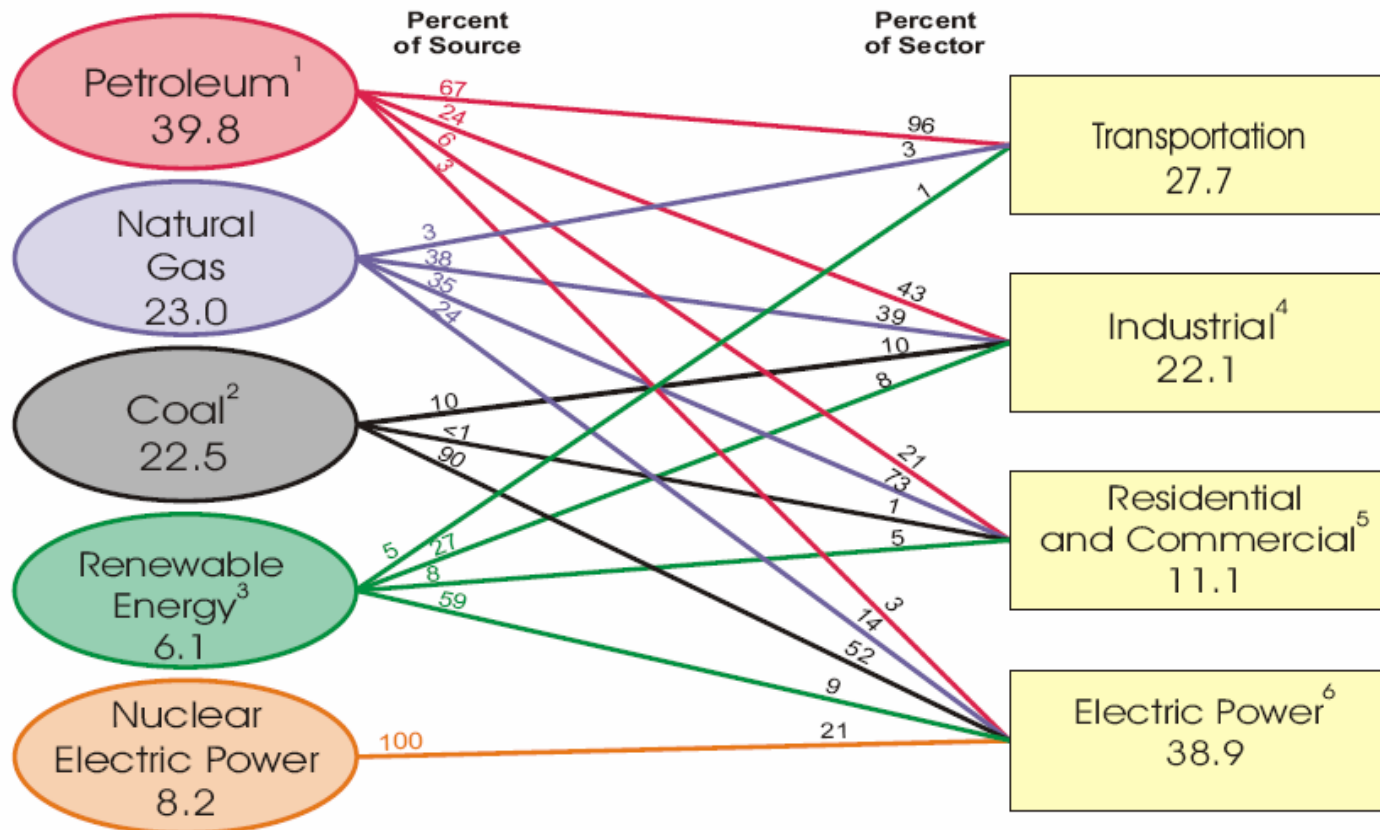 Percent
of Source
Percent
of Sector
Petroleum¹
39.8
Natural
Gas
23.0
Coal²
22.5
Renewable
Energy³
6.1
Nuclear
Electric Power
8.2
67
24
6
3
3
38
35
24
10
<1
90
5
27
8
59
100
96
3
1
43
39
10
8
21
73
1
5
3
14
52
9
21
Transportation
27.7
Industrial⁴
22.1
Residential
and Commercial⁵
11.1
Electric Power⁶
38.9